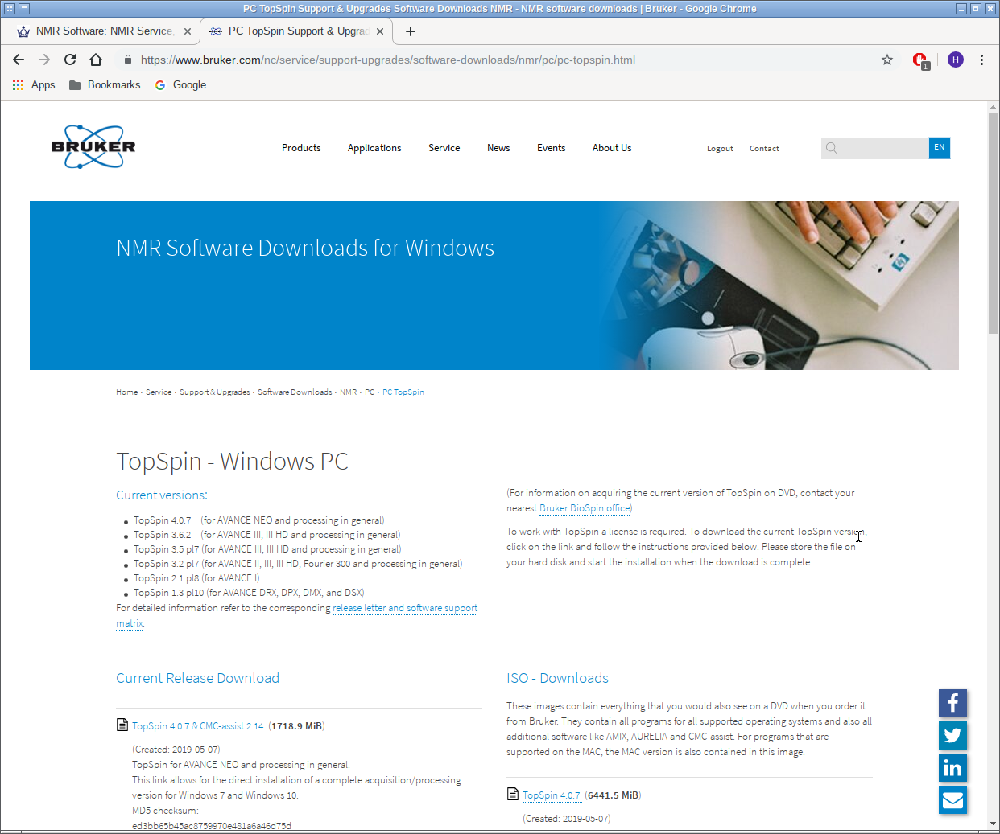 PC TopSpin Support & Upgrades Software Downloads NMR - NMR software downloads | Bruker - Google Chrome
NMR Software: NMR Service,
PC TopSpin Support & Upgrad
https://www.bruker.com/nc/service/support-upgrades/software-downloads/nmr/pc/pc-topspin.html
1
H
Apps
Bookmarks
Google
BRUKER
Products
Applications
Service
News
Events
About Us
Logout
Contact
EN
NMR Software Downloads for Windows
Home - Service - Support & Upgrades - Software Downloads - NMR - PC - PC TopSpin
TopSpin - Windows PC
Current versions:
TopSpin 4.0.7 (for AVANCE NEO and processing in general)
TopSpin 3.6.2 (for AVANCE III, III HD and processing in general)
TopSpin 3.5 pl7 (for AVANCE III, III HD and processing in general)
TopSpin 3.2 pl7 (for AVANCE II, III, III HD, Fourier 300 and processing in general)
TopSpin 2.1 pl8 (for AVANCE I)
TopSpin 1.3 pl10 (for AVANCE DRX, DPX, DMX, and DSX)
For detailed information refer to the corresponding release letter and software support
matrix.
(For information on acquiring the current version of TopSpin on DVD, contact your
nearest Bruker BioSpin office).
To work with TopSpin a license is required. To download the current TopSpin version,
click on the link and follow the instructions provided below. Please store the file on
your hard disk and start the installation when the download is complete.
Current Release Download
TopSpin 4.0.7 & CMC-assist 2.14 (1718.9 MiB)
(Created: 2019-05-07)
TopSpin for AVANCE NEO and processing in general.
This link allows for the direct installation of a complete acquisition/processing
version for Windows 7 and Windows 10.
MD5 checksum:
ed3bb65b45ac8759970e481a6a46d75d
ISO - Downloads
These images contain everything that you would also see on a DVD when you order it
from Bruker. They contain all programs for all supported operating systems and also all
additional software like AMIX, AURELIA and CMC-assist. For programs that are
supported on the MAC, the MAC version is also contained in this image.
TopSpin 4.0.7 (6441.5 MiB)
(Created: 2019-05-07)